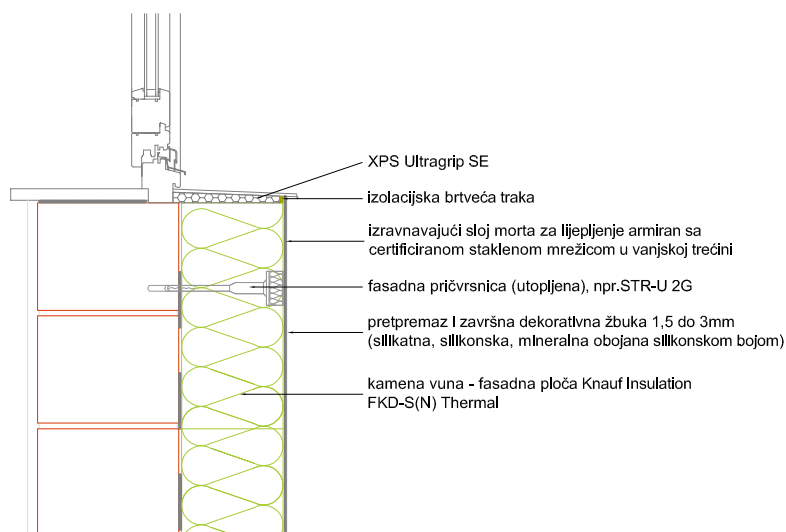 XPS Ultragrip SE
izolacijska brtveća traka
izravnavajući sloj morta za lijepljenje armiran sa
certificiranom staklenom mrežicom u vanjskoj trećini
fasadna pričvrsnica (utopljena), npr.STR-U 2G
pretpremaz I završna dekorativna žbuka 1,5 do 3mm
(silikatna, silikonska, mineralna obojana silikonskom bojom)
kamena vuna - fasadna ploča Knauf Insulation
FKD-S(N) Thermal